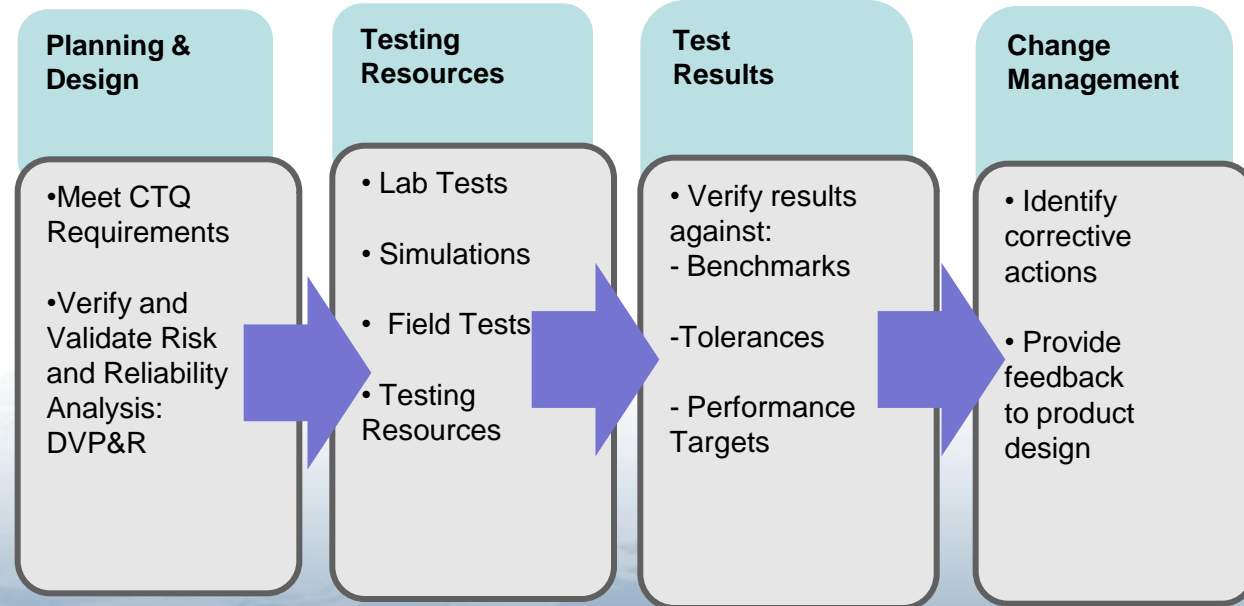 Planning &
Design
•Meet CTQ
Requirements
•Verify and
Validate Risk
and Reliability
Analysis:
DVP&R
Testing
Resources
• Lab Tests
• Simulations
• Field Tests
• Testing
Resources
Test
Results
• Verify results
against:
- Benchmarks
-Tolerances
- Performance
Targets
Change
Management
• Identify
corrective
actions
• Provide
feedback
to product
design